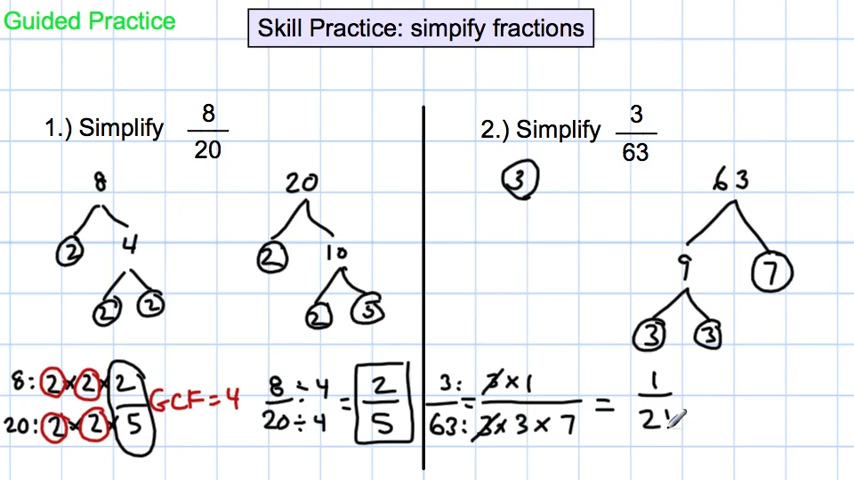 Guided Practice
Skill Practice: simpify fractions
1.) Simplify 8/20
8
2 4
2 2
20
2 10
2 5
8: 2 × 2 × 2
20: 2 × 2 × 5
GCF = 4
8 ÷ 4 / 20 ÷ 4 = 2/5
2.) Simplify 3/63
3
63
9 7
3 3
3: 3 × 1
63: 3 × 3 × 7
= 1/21